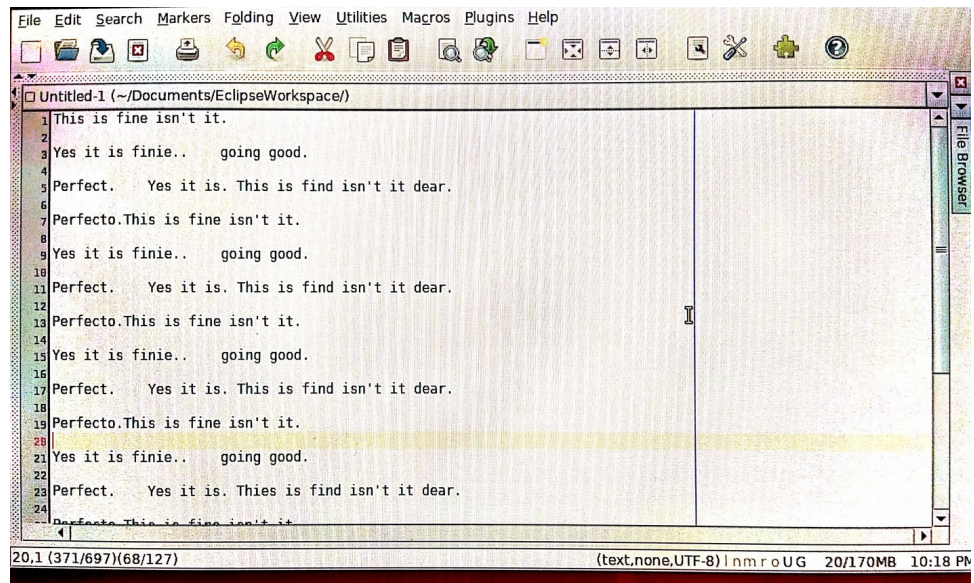 File Edit Search Markers Folding View Utilities Macros Plugins Help
Untitled-1 (~/Documents/EclipseWorkspace/)
1 This is fine isn't it.
2
3 Yes it is finie.. going good.
4
5 Perfect. Yes it is. This is find isn't it dear.
6
7 Perfecto.This is fine isn't it.
8
9 Yes it is finie.. going good.
10
11 Perfect. Yes it is. This is find isn't it dear.
12
13 Perfecto.This is fine isn't it.
14
15 Yes it is finie.. going good.
16
17 Perfect. Yes it is. This is find isn't it dear.
18
19 Perfecto.This is fine isn't it.
20
21 Yes it is finie.. going good.
22
23 Perfect. Yes it is. Thies is find isn't it dear.
24
Perfecto This is fine isn't it
File Browser
20,1 (371/697)(68/127) (text,none,UTF-8) | n m r o U G 20/170MB 10:18 PM